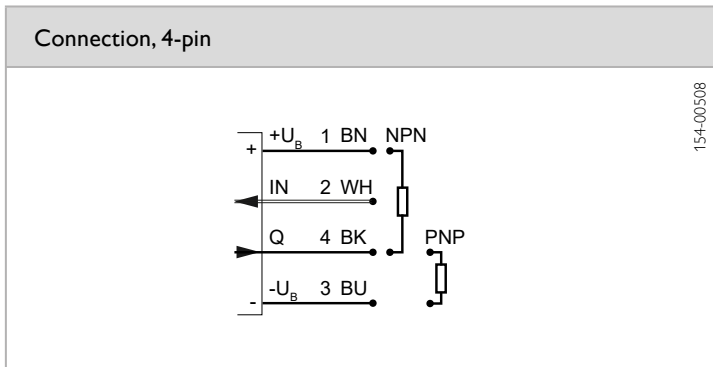 Connection, 4-pin
154-00508
+ +U_B 1 BN NPN
IN 2 WH
Q 4 BK PNP
- -U_B 3 BU